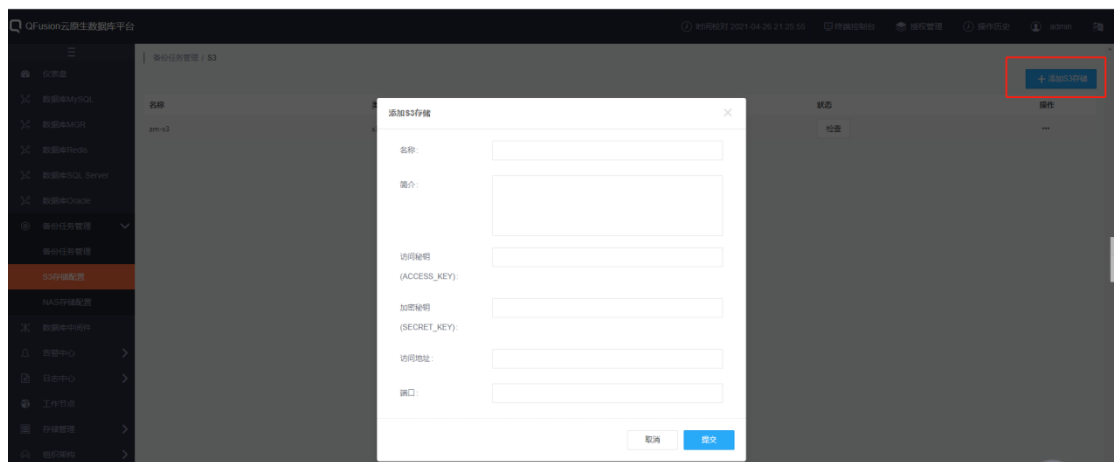 QFusion云原生数据库平台
时间校对 2021-04-26 21:25:55
终端控制台
授权管理
操作历史
admin
仪表盘
数据库MySQL
数据库MGR
数据库Redis
数据库SQL Server
数据库Oracle
备份任务管理
备份任务管理
S3存储配置
NAS存储配置
数据库中间件
告警中心
日志中心
工作节点
存储管理
组织架构
备份任务管理 / S3
+ 添加S3存储
名称
状态
操作
zm-s3
检查
···
添加S3存储
名称:
简介:
访问秘钥
(ACCESS_KEY):
加密秘钥
(SECRET_KEY):
访问地址:
端口:
取消
提交